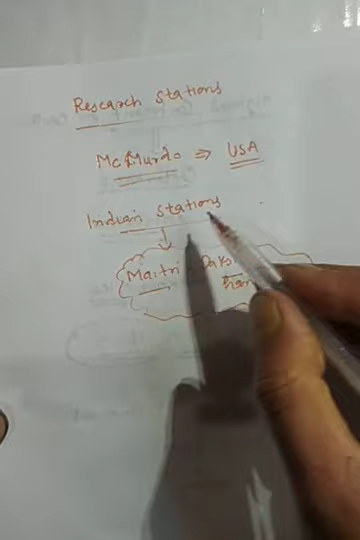 Research stations
McMurdo ⇒ USA
Indian stations
Maitri